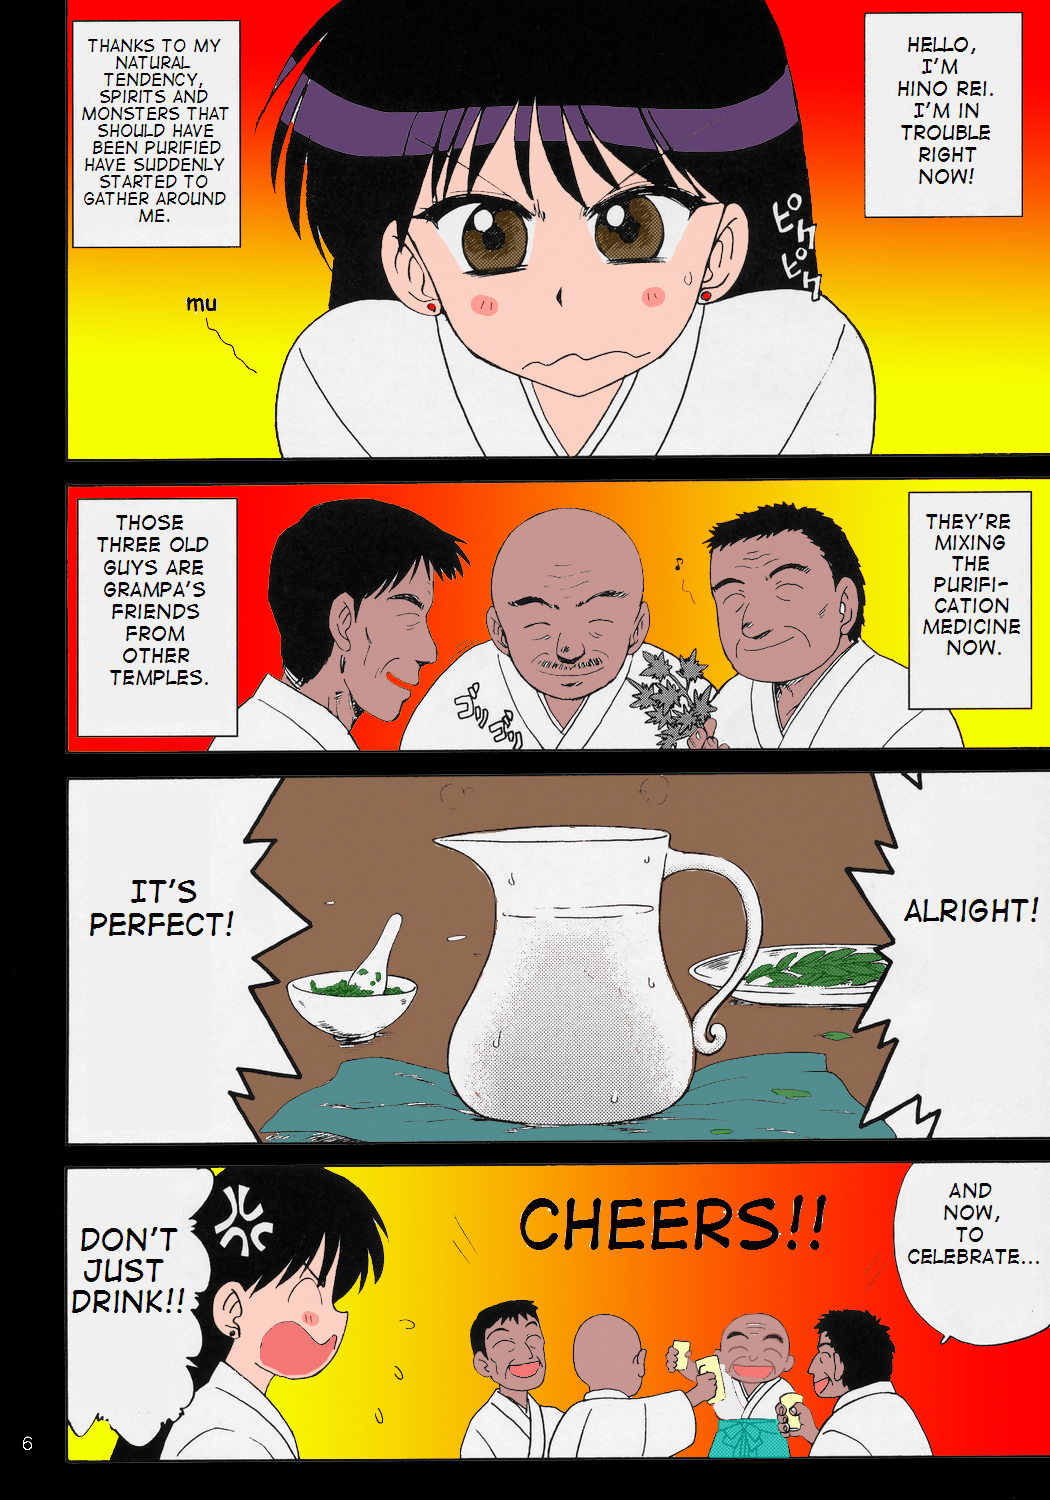 HELLO,
I'M
HINO REI.
I'M IN
TROUBLE
RIGHT
NOW!
THANKS TO MY
NATURAL
TENDENCY,
SPIRITS AND
MONSTERS THAT
SHOULD HAVE
BEEN PURIFIED
HAVE SUDDENLY
STARTED TO
GATHER AROUND
ME.
ピク
ピク
mu
THEY'RE
MIXING
THE
PURIFI-
CATION
MEDICINE
NOW.
THOSE
THREE OLD
GUYS ARE
GRAMPA'S
FRIENDS
FROM
OTHER
TEMPLES.
ゴリ
ゴリ
ALRIGHT!
IT'S
PERFECT!
AND
NOW,
TO
CELEBRATE...
CHEERS!!
DON'T
JUST
DRINK!!
6